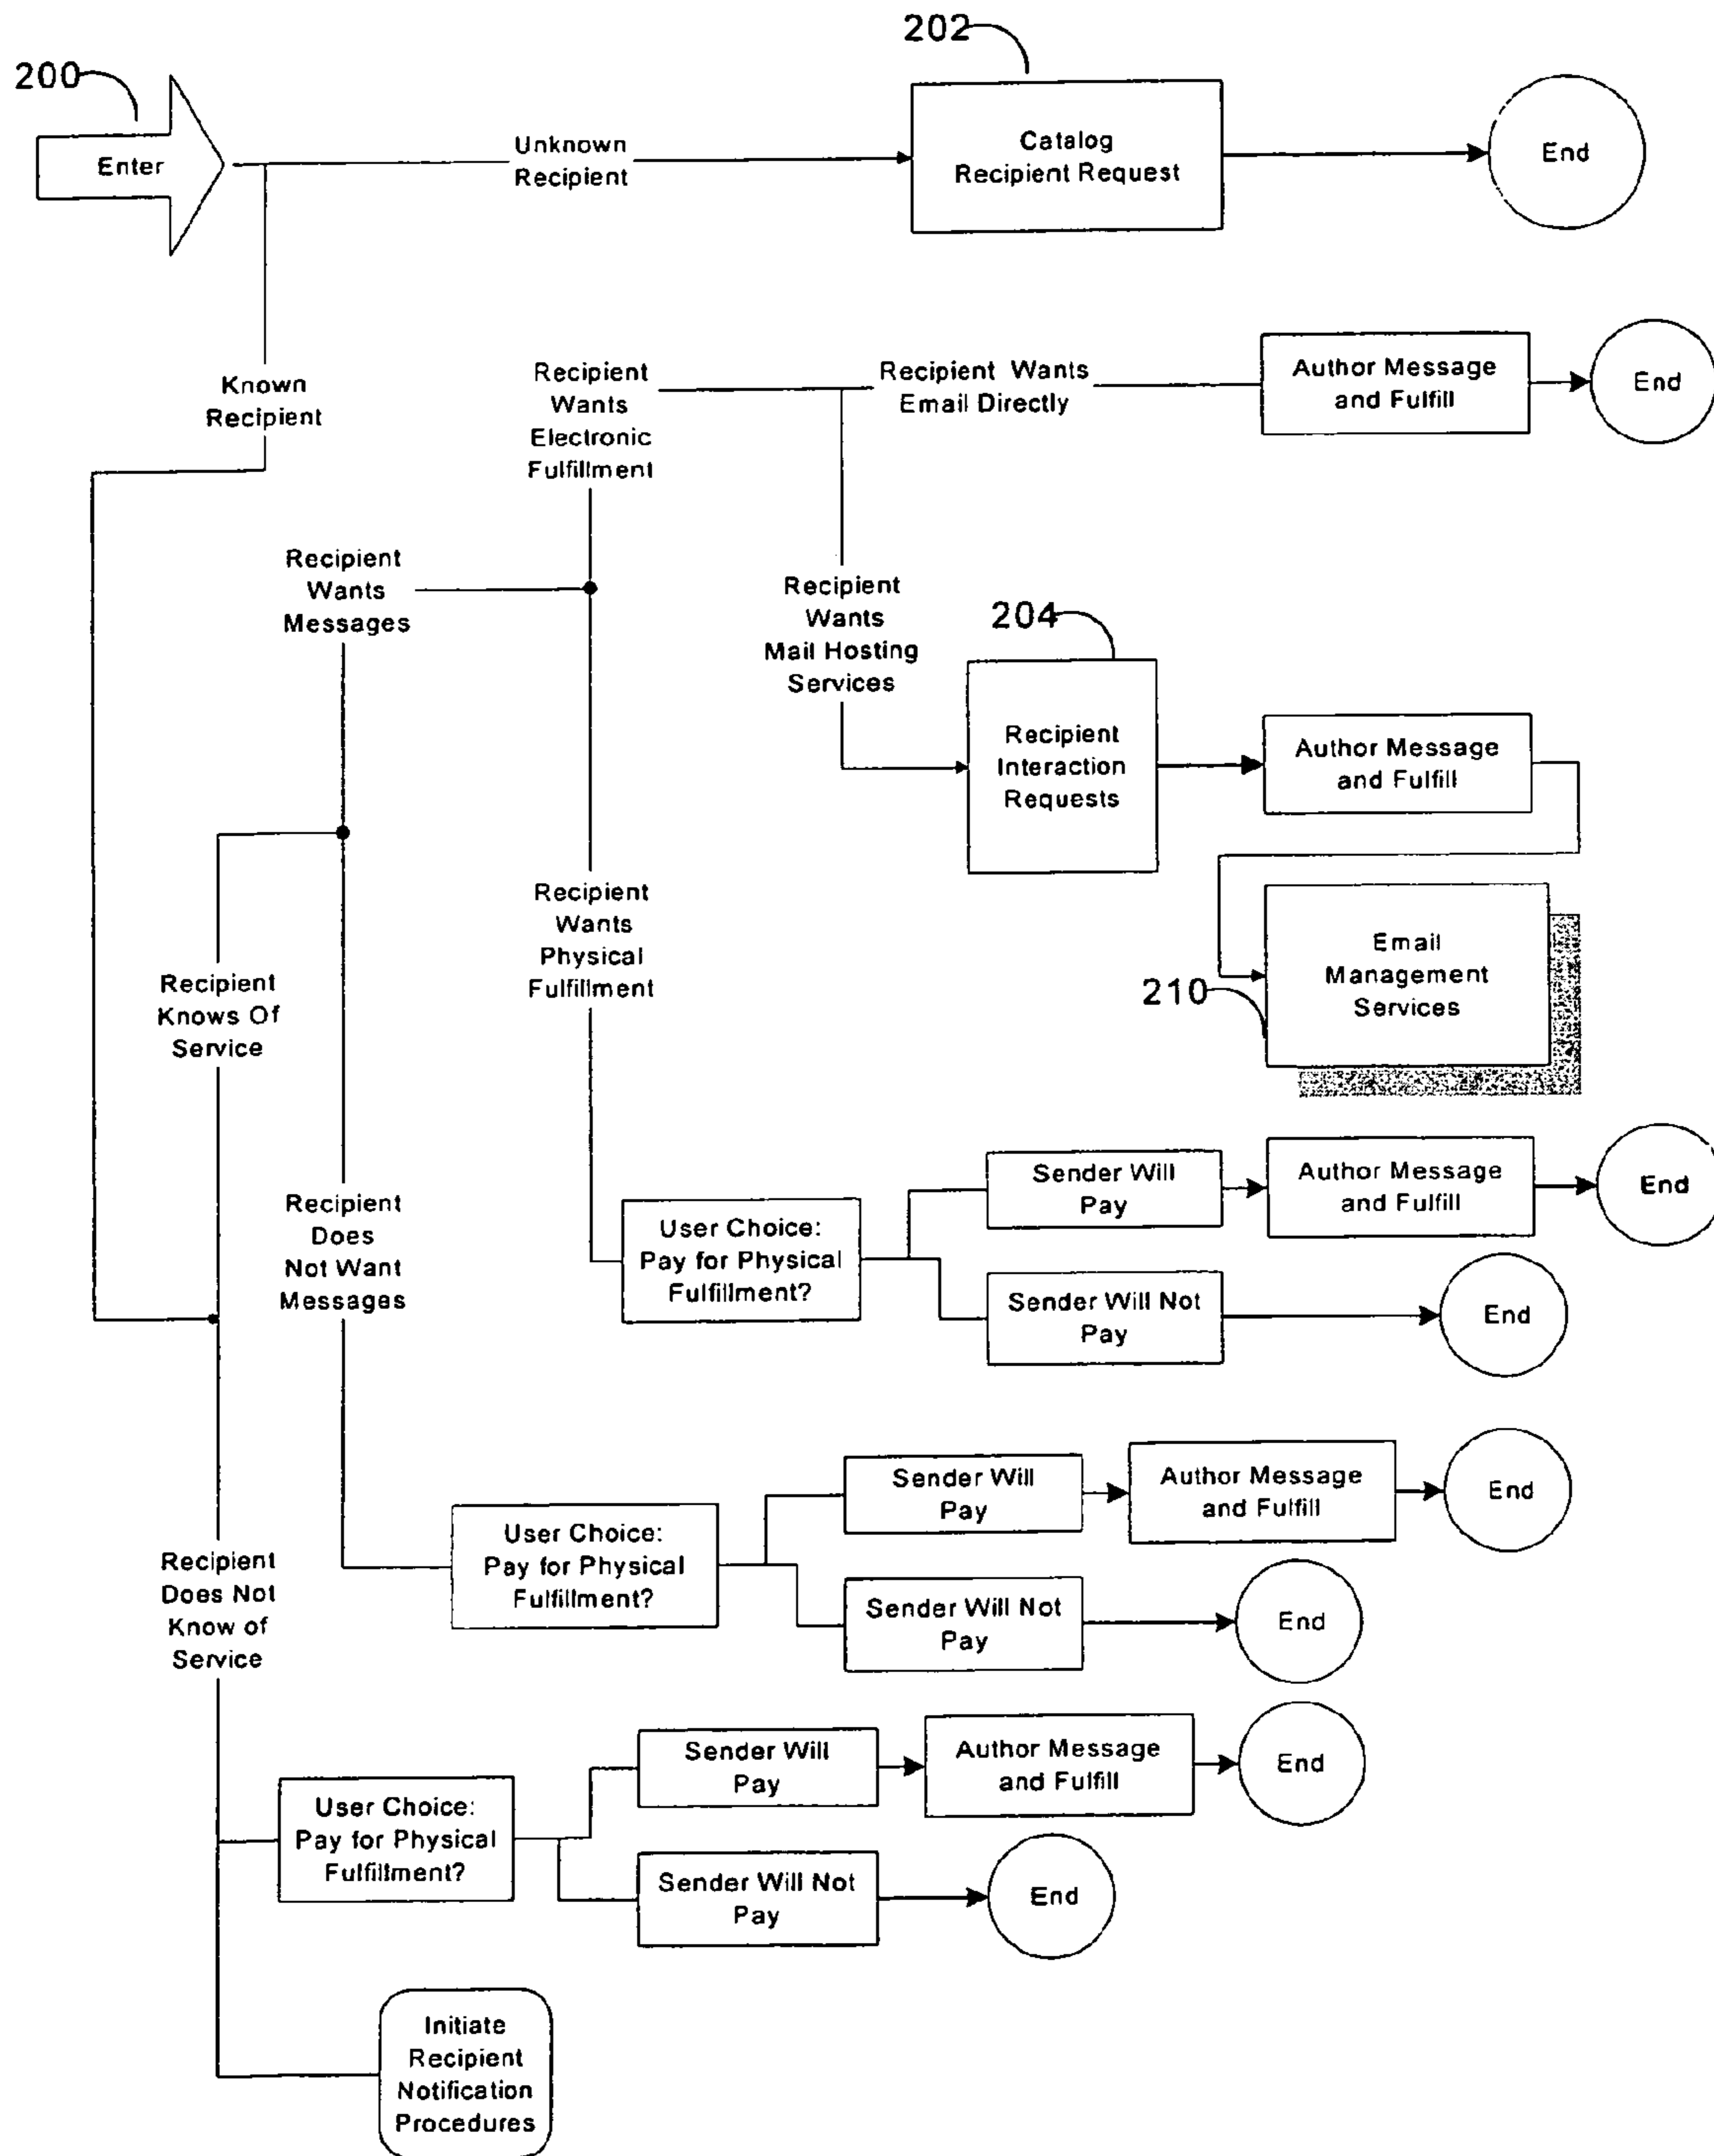 202
200
Enter
Unknown
Recipient
Catalog
Recipient Request
End
Known
Recipient
Recipient
Wants
Electronic
Fulfillment
Recipient Wants
Email Directly
Author Message
and Fulfill
End
Recipient
Wants
Messages
Recipient
Wants
Mail Hosting
Services
204
Recipient
Interaction
Requests
Author Message
and Fulfill
Recipient
Wants
Physical
Fulfillment
Email
Management
Services
210
Recipient
Knows Of
Service
Recipient
Does
Not Want
Messages
User Choice:
Pay for Physical
Fulfillment?
Sender Will
Pay
Author Message
and Fulfill
End
Sender Will Not
Pay
End
User Choice:
Pay for Physical
Fulfillment?
Sender Will
Pay
Author Message
and Fulfill
End
Sender Will Not
Pay
End
Recipient
Does Not
Know of
Service
User Choice:
Pay for Physical
Fulfillment?
Sender Will
Pay
Author Message
and Fulfill
End
Sender Will Not
Pay
End
Initiate
Recipient
Notification
Procedures